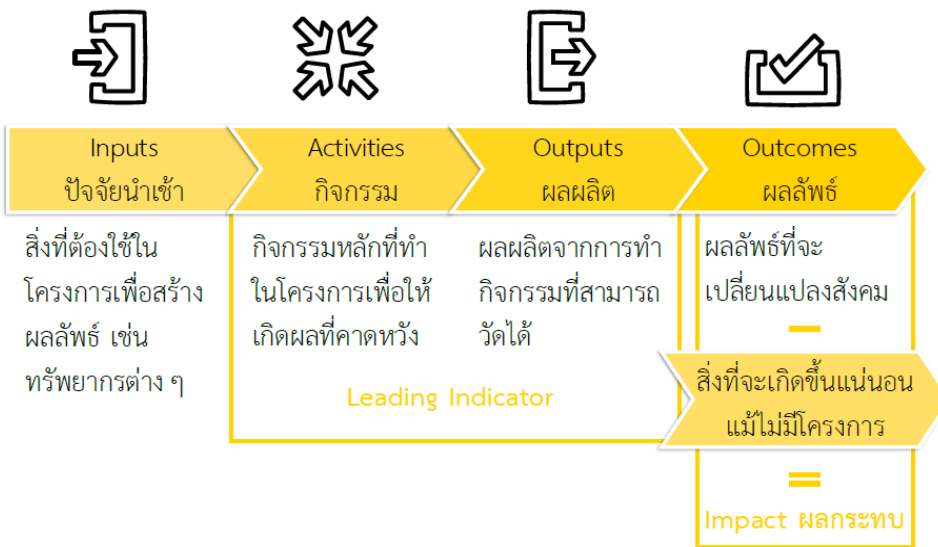 Inputs
ปัจจัยนำเข้า
Activities
กิจกรรม
Outputs
ผลผลิต
Outcomes
ผลลัพธ์
สิ่งที่ต้องใช้ใน
โครงการเพื่อสร้าง
ผลลัพธ์ เช่น
ทรัพยากรต่าง ๆ
กิจกรรมหลักที่ทำ
ในโครงการเพื่อให้
เกิดผลที่คาดหวัง
ผลผลิตจากการทำ
กิจกรรมที่สามารถ
วัดได้
Leading Indicator
ผลลัพธ์ที่จะ
เปลี่ยนแปลงสังคม
–
สิ่งที่จะเกิดขึ้นแน่นอน
แม้ไม่มีโครงการ
=
Impact ผลกระทบ